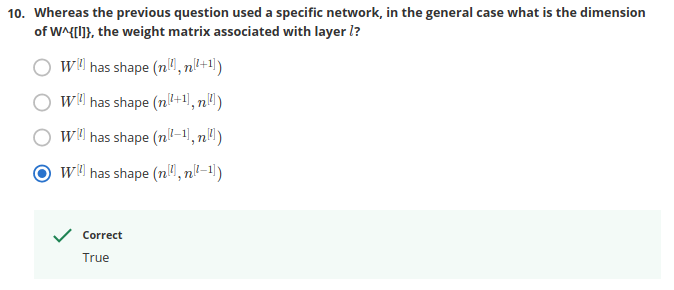 10. Whereas the previous question used a specific network, in the general case what is the dimension
of W^{[l]}, the weight matrix associated with layer l?
W^{[l]} has shape (n^{[l]}, n^{[l+1]})
W^{[l]} has shape (n^{[l+1]}, n^{[l]})
W^{[l]} has shape (n^{[l-1]}, n^{[l]})
W^{[l]} has shape (n^{[l]}, n^{[l-1]})
Correct
True